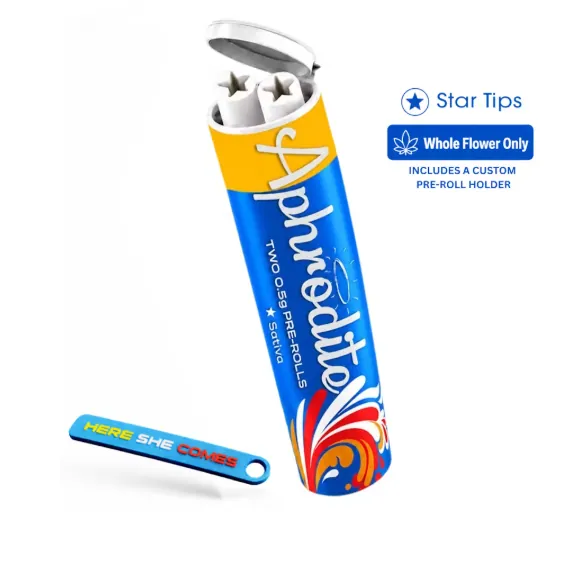 Star Tips
Whole Flower Only
INCLUDES A CUSTOM
PRE-ROLL HOLDER
Aphrodite
TWO 0.5g PRE-ROLLS
Sativa
HERE SHE COMES